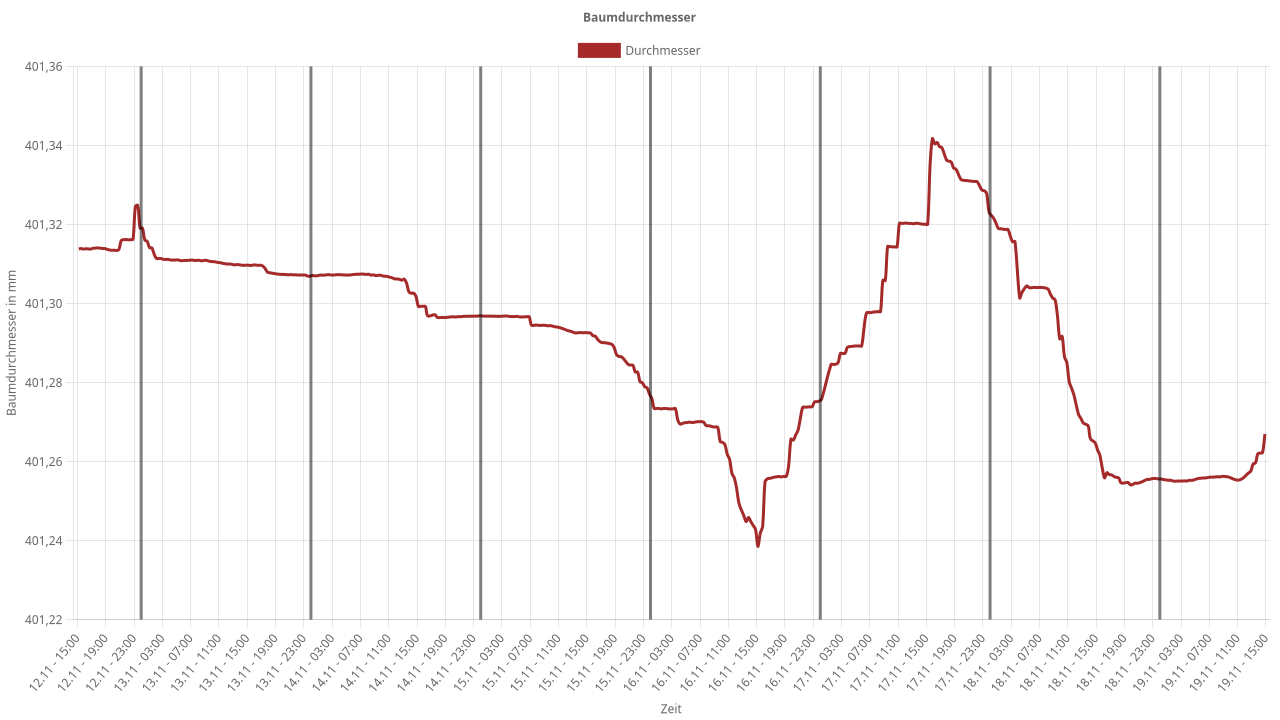 Baumdurchmesser
Durchmesser
401,36
401,34
401,32
401,30
401,28
401,26
401,24
401,22
Baumdurchmesser in mm
12.11 - 15:00
12.11 - 19:00
12.11 - 23:00
13.11 - 03:00
13.11 - 07:00
13.11 - 11:00
13.11 - 15:00
13.11 - 19:00
13.11 - 23:00
14.11 - 03:00
14.11 - 07:00
14.11 - 11:00
14.11 - 15:00
14.11 - 19:00
14.11 - 23:00
15.11 - 03:00
15.11 - 07:00
15.11 - 11:00
15.11 - 15:00
15.11 - 19:00
15.11 - 23:00
16.11 - 03:00
16.11 - 07:00
16.11 - 11:00
16.11 - 15:00
16.11 - 19:00
16.11 - 23:00
17.11 - 03:00
17.11 - 07:00
17.11 - 11:00
17.11 - 15:00
17.11 - 19:00
17.11 - 23:00
18.11 - 03:00
18.11 - 07:00
18.11 - 11:00
18.11 - 15:00
18.11 - 19:00
18.11 - 23:00
19.11 - 03:00
19.11 - 07:00
19.11 - 11:00
19.11 - 15:00
Zeit